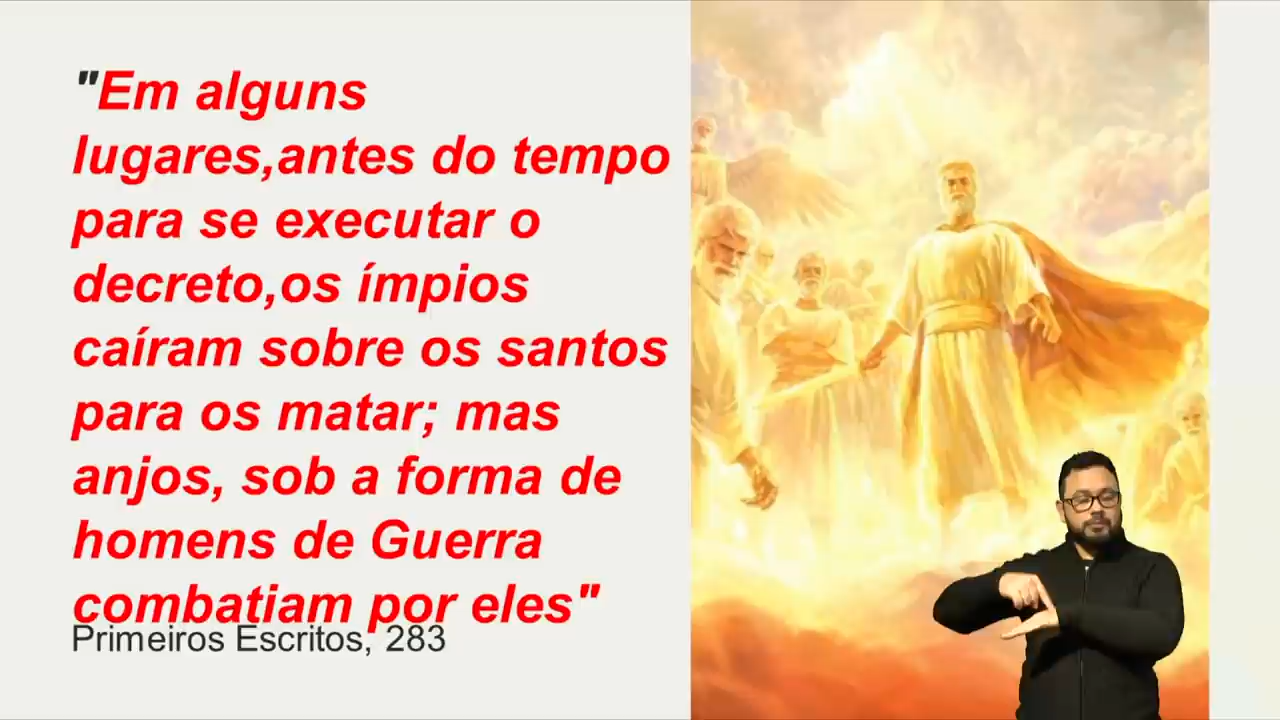 "Em alguns
lugares,antes do tempo
para se executar o
decreto,os ímpios
caíram sobre os santos
para os matar; mas
anjos, sob a forma de
homens de Guerra
combatiam por eles"
Primeiros Escritos, 283